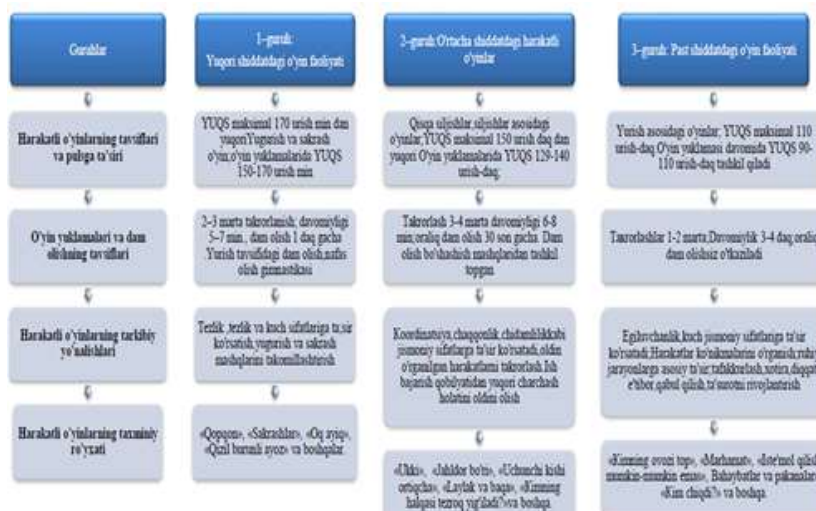 Guruhlar
1–guruh:
Yuqori shiddatdagi o'yin faoliyati
2–guruh:O'rtacha shiddatdagi harakatli
o'yinlar
3–guruh: Past shiddatdagi o'yin faoliyati
Harakatli o'yinlarning tavsiflari
va pulsga ta'siri
YUQS maksimal 170 urish min dan
yuqoriYugurish va sakrash
o'yin,o'yin yuklamalarida YUQS
150-170 urish min
Qisqa siljishlar,siljishlar asosidagi
o'yinlar,YUQS maksimal 150 urish daq dan
yuqori O'yin yuklamalarida YUQS 129-140
urish-daq;
Yurish asosidagi o'yinlar; YUQS maksimal 110
urish-daq O'yin yuklamasi davomida YUQS 90-
110 urish-daq tashkil qiladi
O'yin yuklamalari va dam
olishning tavsiflari
2–3 marta takrorlanish; davomiyligi
5–7 min., dam olish 1 daq gacha
.Yurish tavsifidagi dam olish,nafas
olish gimnastikasi
Takrorlash 3-4 marta davomiyligi 6-8
min;oraliq dam olish 30 son gacha. Dam
olish bo'shashish mashqlaridan tashkil
topgan
Takrorlashlar 1-2 marta;Davomiylik 3-4 daq;oraliq
dam olishsiz o'tkaziladi
Harakatli o'yinlarning tarkibiy
yo'nalishlari
Tezlik ,tezlik va kuch sifatlariga ta;sir
ko'rsatish,yugurish va sakrash
mashqlarini takomillashtirish
Koordinatsiya,chaqqonlik,chidamlilikkabi
jismoniy sifatlarga ta'sir ko'rsatadi,oldin
o'rganilgan harakatlarni takrorlash.Ish
bajarish qobilyatidan yuqori charchash
holatini oldini olish
Egiluvchanlik,kuch jismoniy sifatlariga ta'sir
ko'rsatadi;Harakatlar ko'nikmalarini o'rganish;ruhiy
jarayonlarga asosiy ta'sir;tafakkurlash,xotira,diqqat
e'tibor,qabul qilish,ta'surotni rivojlantirish
Harakatli o'yinlarning taxminiy
ro'yxati
«Qopqon», «Sakrashlar», «Oq ayiq»,
«Qizil burunli ayoz» va boshqalar.
«Ukki», «Jahldor bo'ri», «Uchunchi kishi
ortiqcha», «Laylak va baqa», «Kimning
halqasi tezroq yig'iladi?»va boshqa.
«Kimning ovozi top», «Marhamat», «Iste'mol qilish
mumkin-mumkin emas», Bahaybatlar va pakanalar
«Kim chiqdi?» va boshqa.